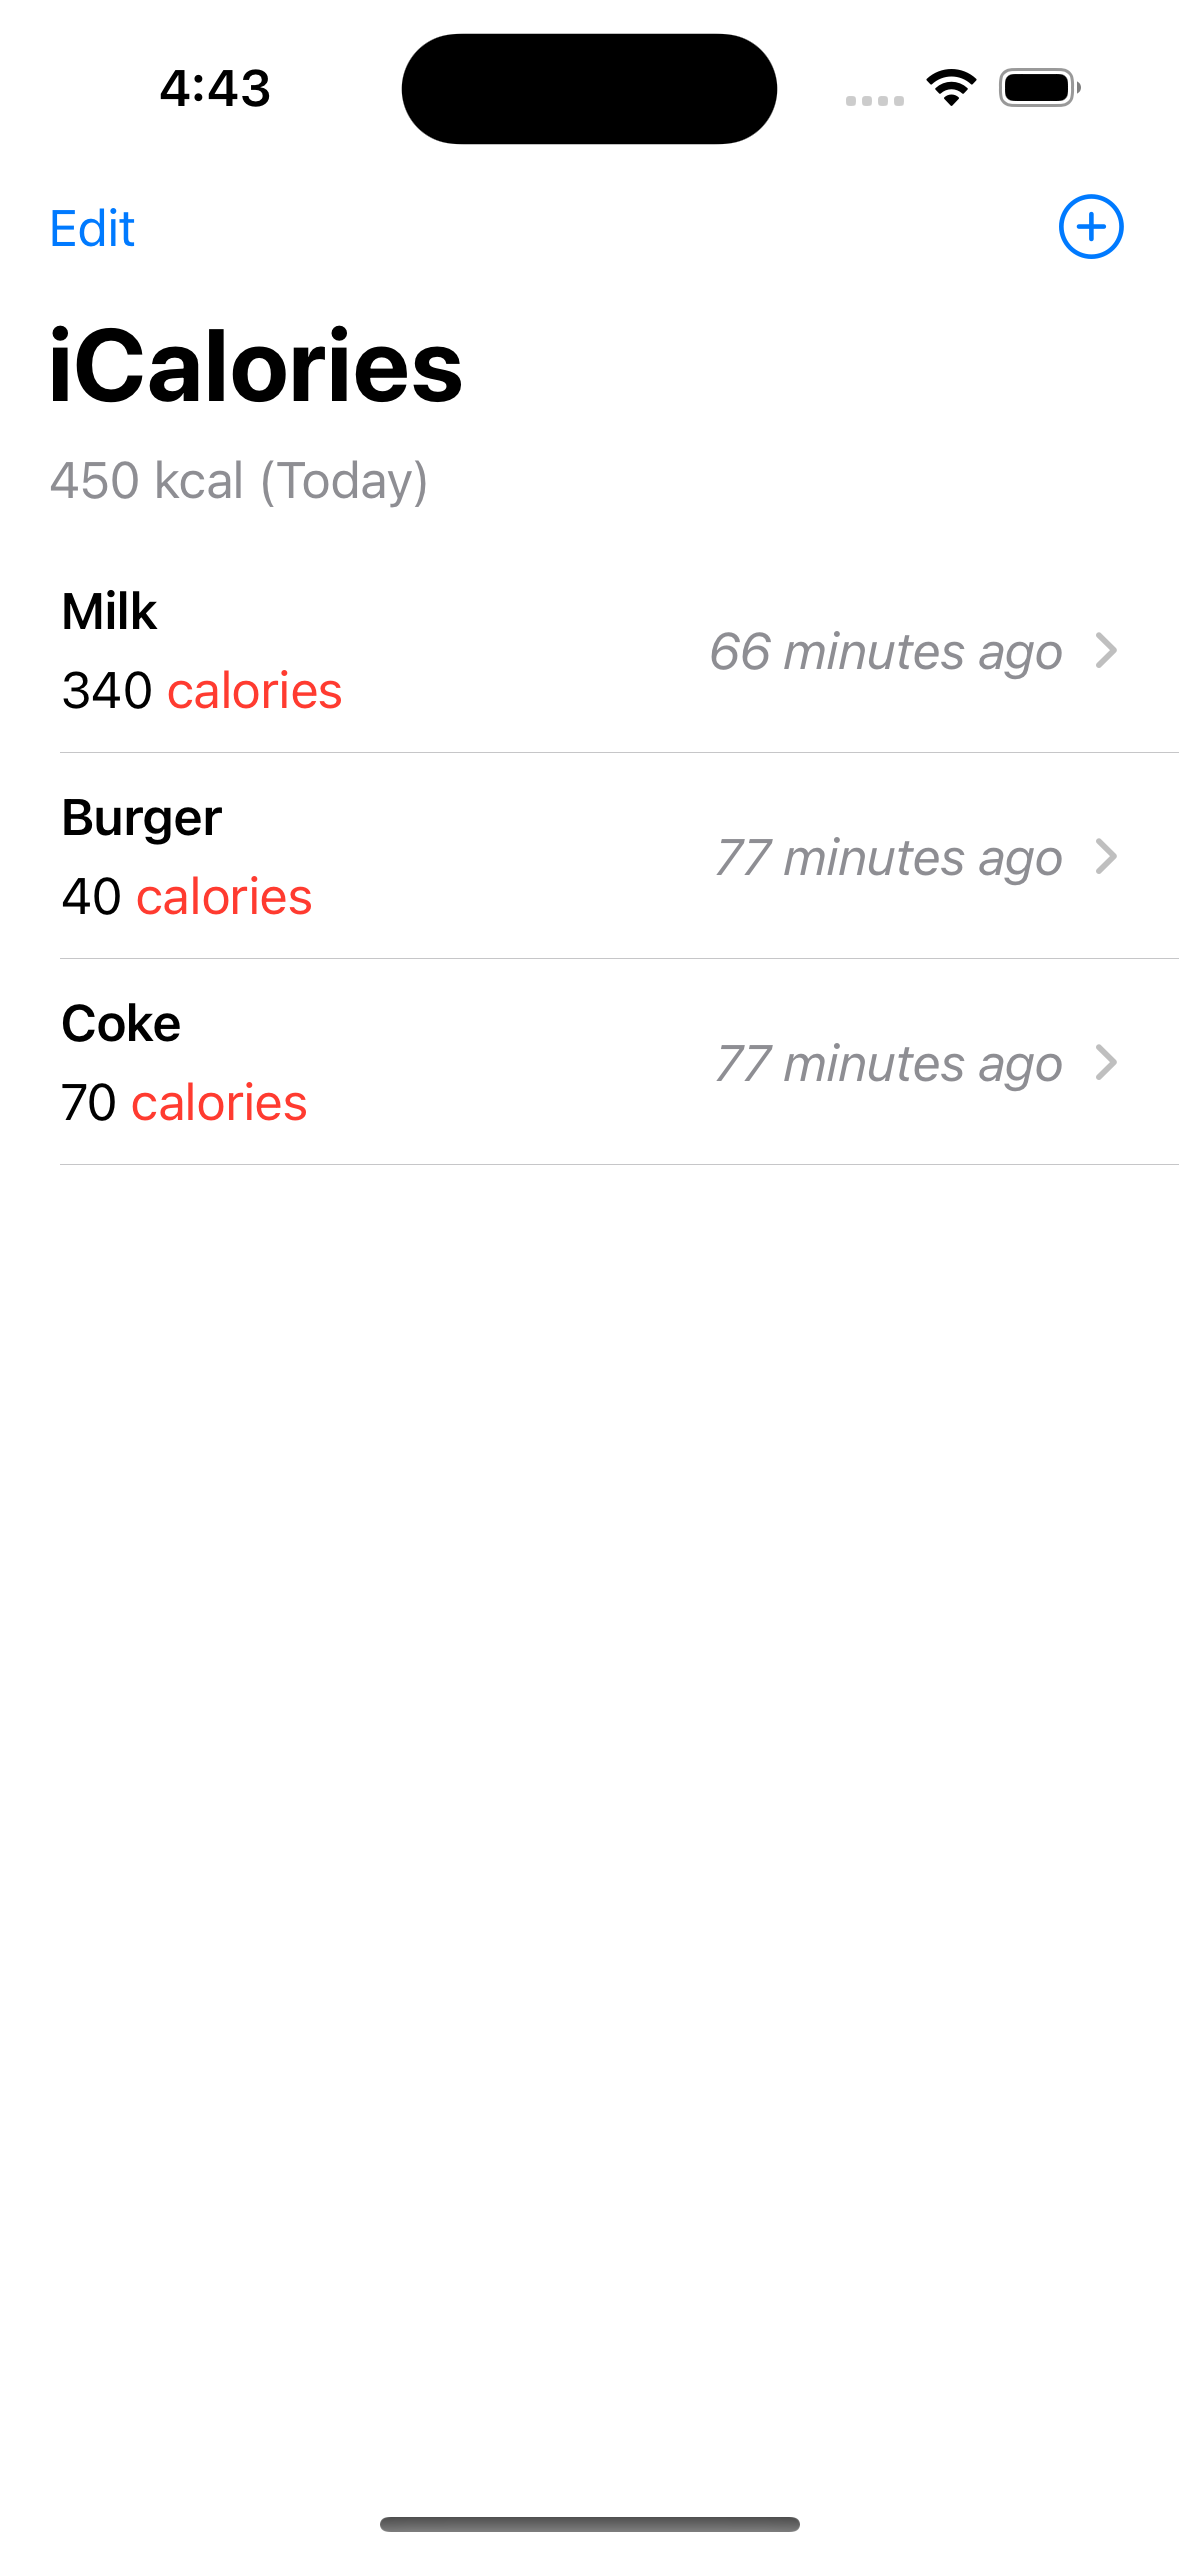 4:43
Edit
iCalories
450 kcal (Today)
Milk
66 minutes ago
340 calories
Burger
77 minutes ago
40 calories
Coke
77 minutes ago
70 calories